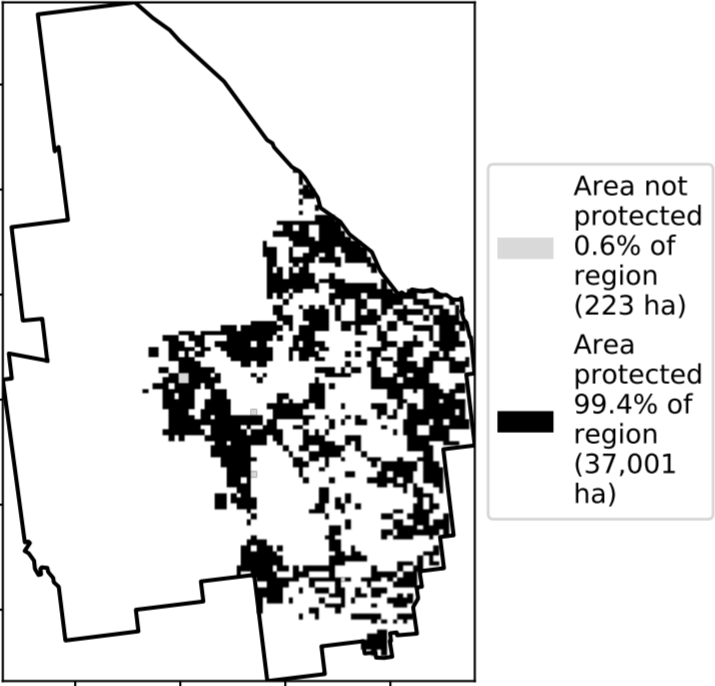 Area not
protected
0.6% of
region
(223 ha)
Area
protected
99.4% of
region
(37,001
ha)